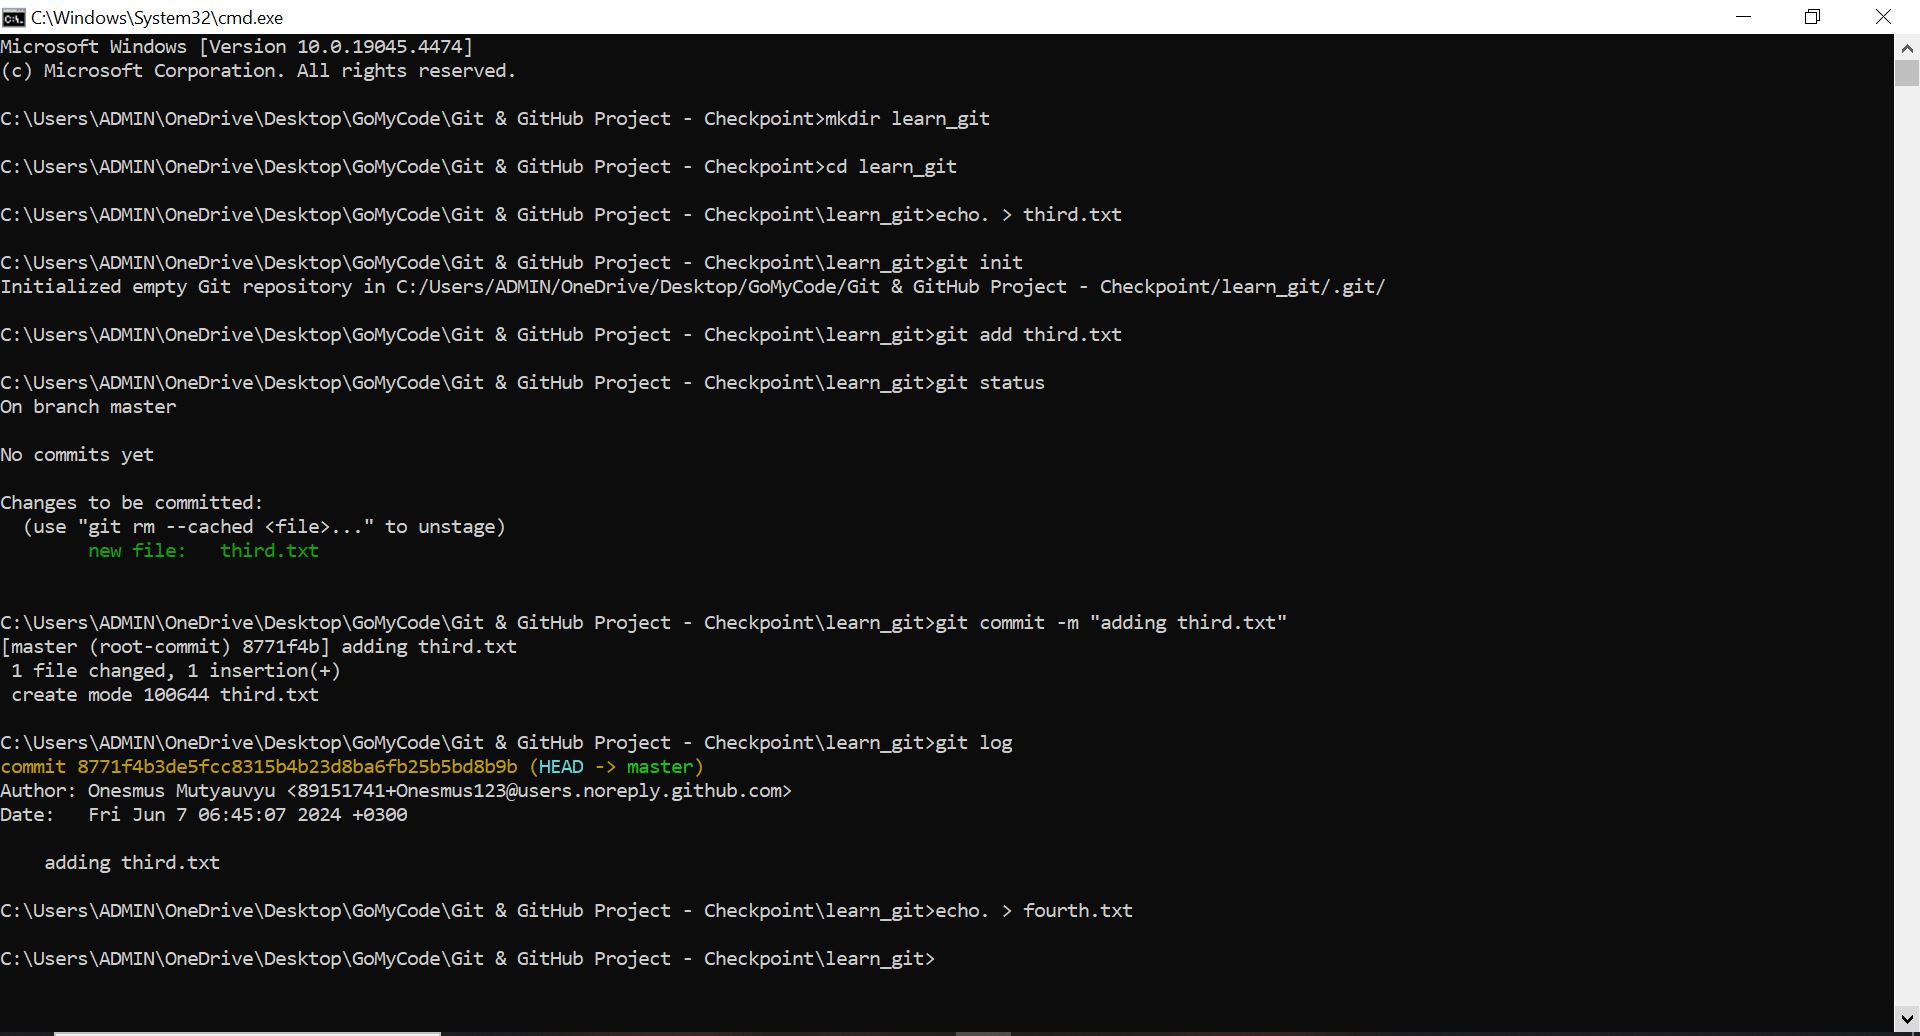 C:\Windows\System32\cmd.exe
Microsoft Windows [Version 10.0.19045.4474]
(c) Microsoft Corporation. All rights reserved.
C:\Users\ADMIN\OneDrive\Desktop\GoMyCode\Git & GitHub Project - Checkpoint>mkdir learn_git
C:\Users\ADMIN\OneDrive\Desktop\GoMyCode\Git & GitHub Project - Checkpoint>cd learn_git
C:\Users\ADMIN\OneDrive\Desktop\GoMyCode\Git & GitHub Project - Checkpoint\learn_git>echo. > third.txt
C:\Users\ADMIN\OneDrive\Desktop\GoMyCode\Git & GitHub Project - Checkpoint\learn_git>git init
Initialized empty Git repository in C:/Users/ADMIN/OneDrive/Desktop/GoMyCode/Git & GitHub Project - Checkpoint/learn_git/.git/
C:\Users\ADMIN\OneDrive\Desktop\GoMyCode\Git & GitHub Project - Checkpoint\learn_git>git add third.txt
C:\Users\ADMIN\OneDrive\Desktop\GoMyCode\Git & GitHub Project - Checkpoint\learn_git>git status
On branch master
No commits yet
Changes to be committed:
  (use "git rm --cached <file>..." to unstage)
        new file:   third.txt
C:\Users\ADMIN\OneDrive\Desktop\GoMyCode\Git & GitHub Project - Checkpoint\learn_git>git commit -m "adding third.txt"
[master (root-commit) 8771f4b] adding third.txt
 1 file changed, 1 insertion(+)
 create mode 100644 third.txt
C:\Users\ADMIN\OneDrive\Desktop\GoMyCode\Git & GitHub Project - Checkpoint\learn_git>git log
commit 8771f4b3de5fcc8315b4b23d8ba6fb25b5bd8b9b (HEAD -> master)
Author: Onesmus Mutyauvyu <89151741+Onesmus123@users.noreply.github.com>
Date:   Fri Jun 7 06:45:07 2024 +0300
    adding third.txt
C:\Users\ADMIN\OneDrive\Desktop\GoMyCode\Git & GitHub Project - Checkpoint\learn_git>echo. > fourth.txt
C:\Users\ADMIN\OneDrive\Desktop\GoMyCode\Git & GitHub Project - Checkpoint\learn_git>